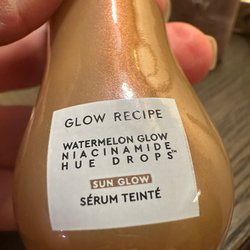 GLOW RECIPE
WATERMELON GLOW
NIACINAMIDE
HUE DROPS™
SUN GLOW
SÉRUM TEINTÉ